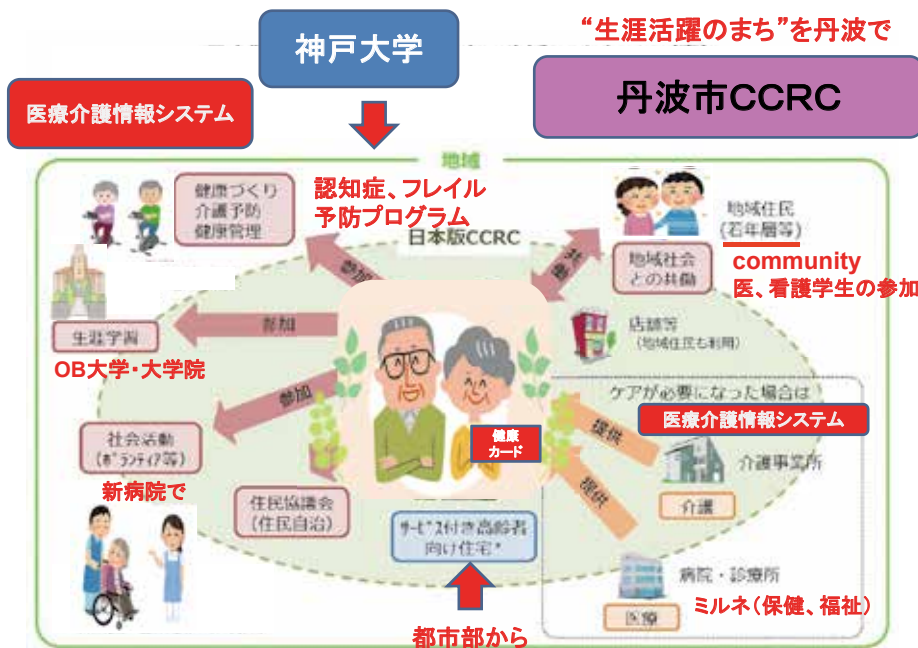 神戸大学
“生涯活躍のまち”を丹波で
医療介護情報システム
丹波市CCRC
地域
健康づくり
介護予防
健康管理
認知症、フレイル
予防プログラム
日本版CCRC
地域住民
(若年層等)
地域社会
との共働
community
医、看護学生の参加
参加
共働
生涯学習
参加
OB大学・大学院
店舗等
(地域住民も利用)
参加
ケアが必要になった場合は
医療介護情報システム
社会活動
(ボランティア等)
新病院で
健康
カード
提供
介護事業所
介護
提供
住民協議会
(住民自治)
サービス付き高齢者
向け住宅*
病院・診療所
医療
ミルネ(保健、福祉)
都市部から